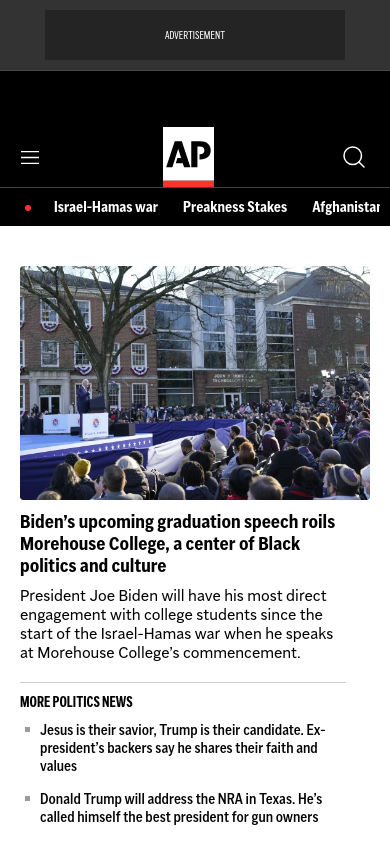 ADVERTISEMENT
AP
Israel-Hamas war Preakness Stakes Afghanistan
Biden’s upcoming graduation speech roils
Morehouse College, a center of Black
politics and culture
President Joe Biden will have his most direct
engagement with college students since the
start of the Israel-Hamas war when he speaks
at Morehouse College’s commencement.
MORE POLITICS NEWS
Jesus is their savior, Trump is their candidate. Ex-
president’s backers say he shares their faith and
values
Donald Trump will address the NRA in Texas. He’s
called himself the best president for gun owners